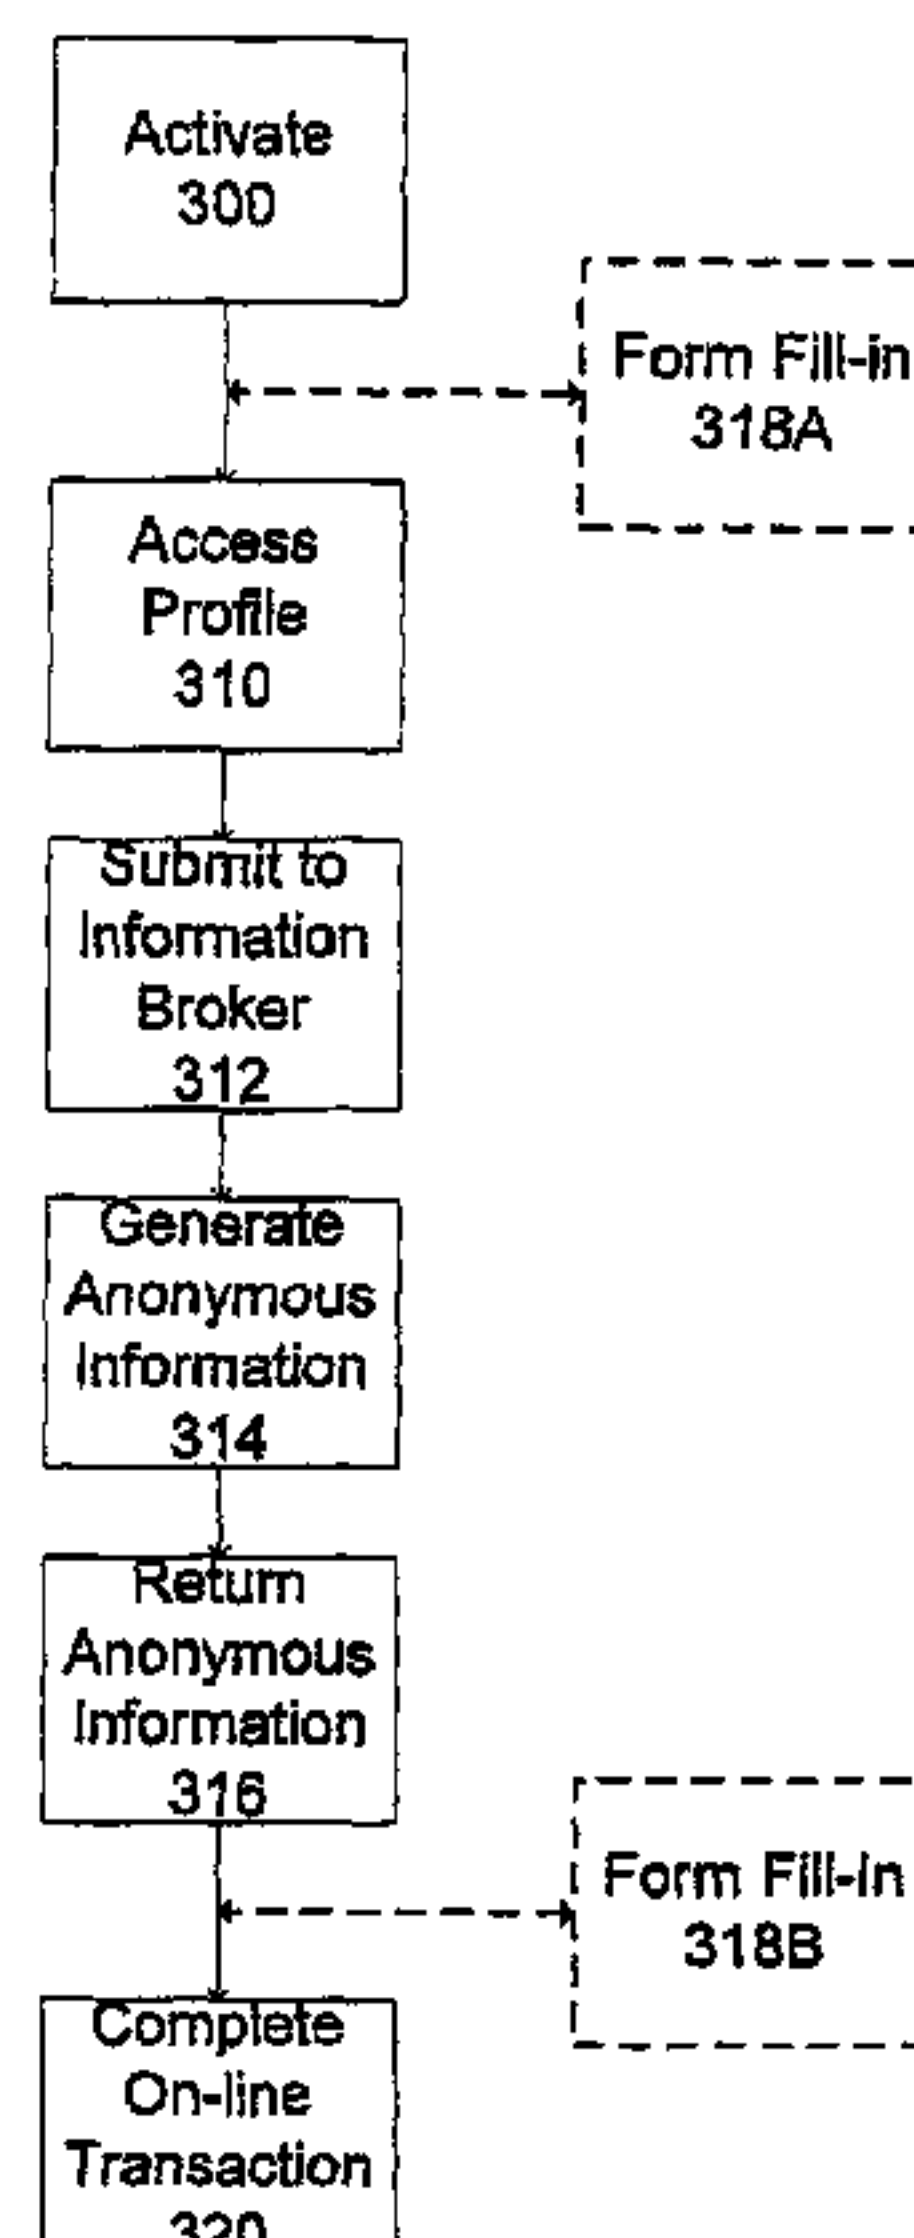 Activate
300
Form Fill-in
318A
Access
Profile
310
Submit to
Information
Broker
312
Generate
Anonymous
Information
314
Return
Anonymous
Information
316
Form Fill-in
318B
Complete
On-line
Transaction
320